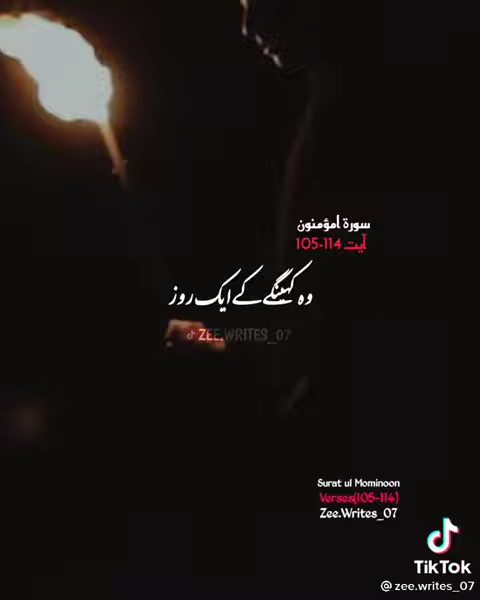 سورۃ امؤمنون
آیت 114-105
وہ کہینگے کے ایک روز
ZEE.WRITES_07
Surat ul Mominoon
Verses(105-114)
Zee.Writes_07
TikTok
@zee.writes_07